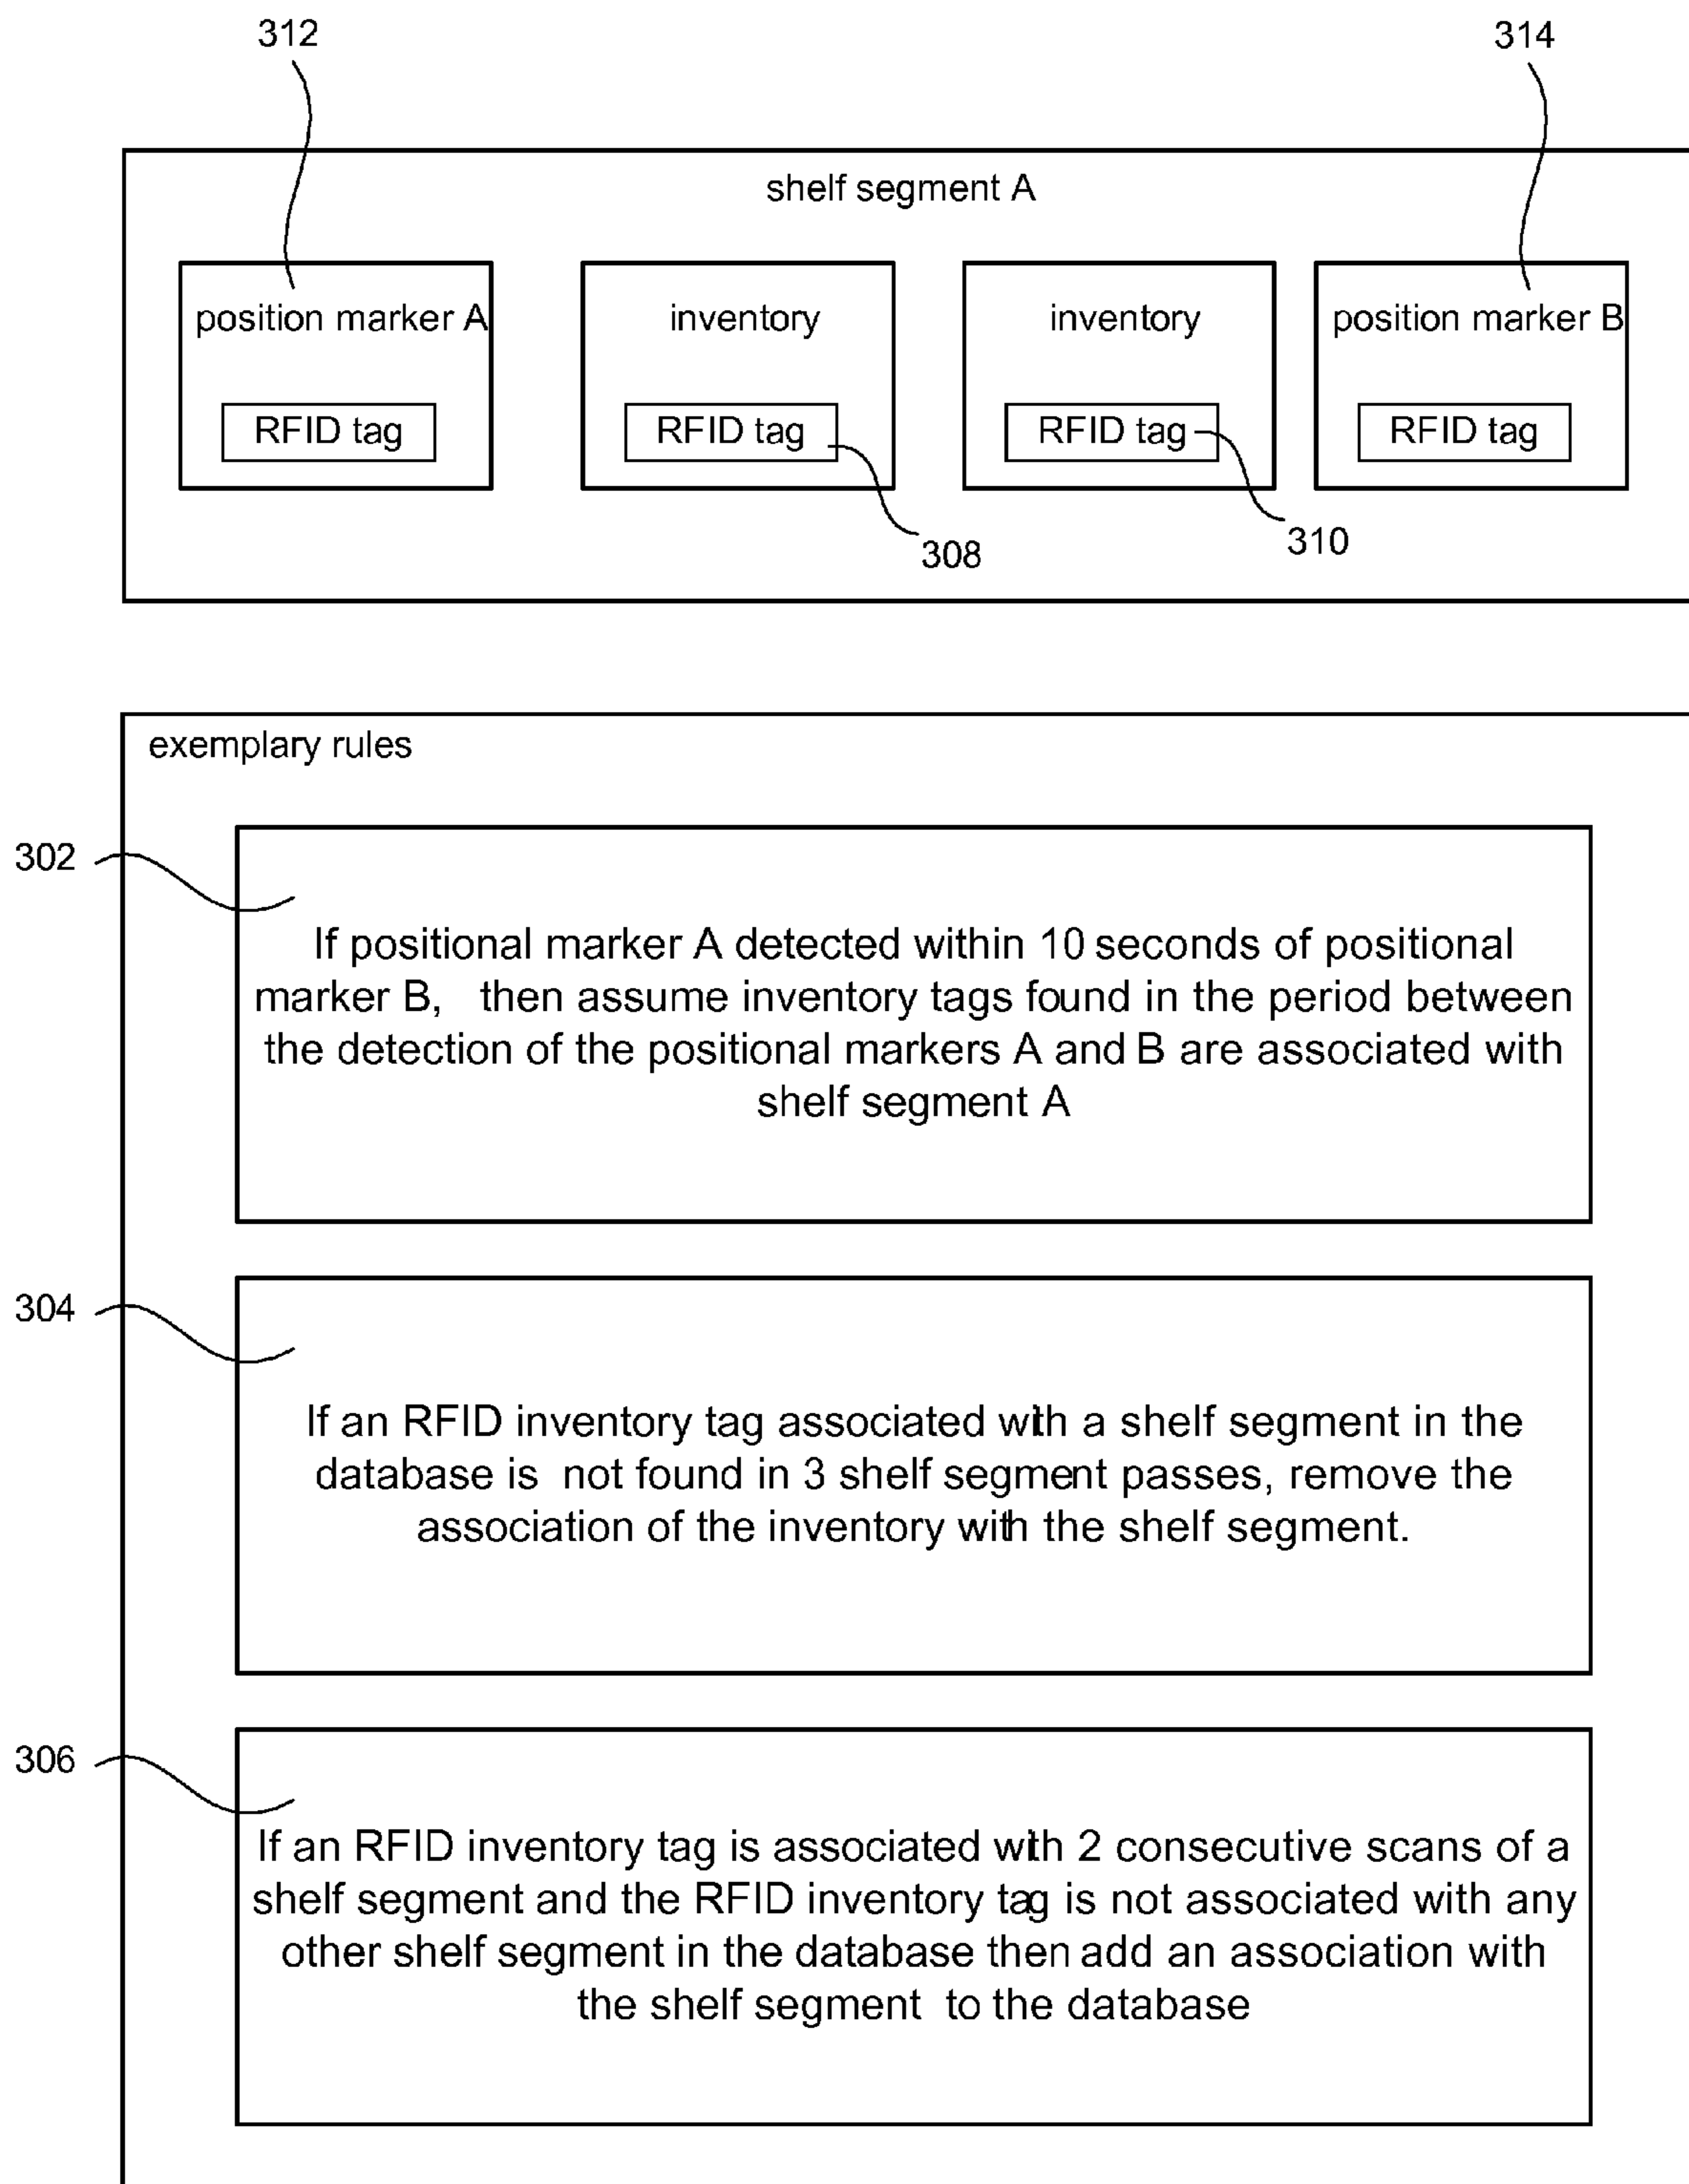 312
314
shelf segment A
position marker A
inventory
inventory
position marker B
RFID tag
RFID tag
RFID tag
RFID tag
308
310
exemplary rules
302
If positional marker A detected within 10 seconds of positional
marker B, then assume inventory tags found in the period between
the detection of the positional markers A and B are associated with
shelf segment A
304
If an RFID inventory tag associated with a shelf segment in the
database is not found in 3 shelf segment passes, remove the
association of the inventory with the shelf segment.
306
If an RFID inventory tag is associated with 2 consecutive scans of a
shelf segment and the RFID inventory tag is not associated with any
other shelf segment in the database then add an association with
the shelf segment to the database